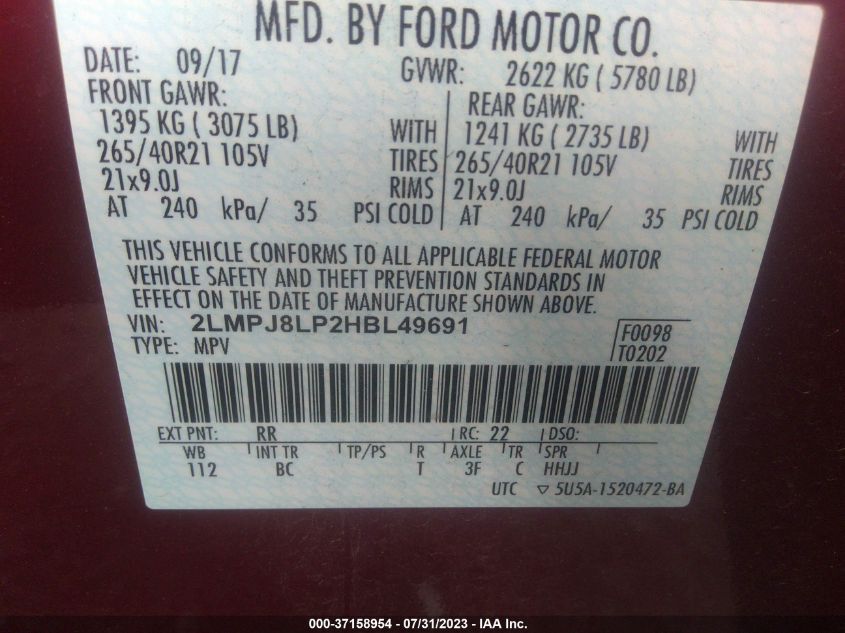 MFD. BY FORD MOTOR CO.
DATE: 09/17 GVWR: 2622 KG ( 5780 LB)
FRONT GAWR: REAR GAWR:
1395 KG ( 3075 LB) WITH 1241 KG ( 2735 LB) WITH
265/40R21 105V TIRES 265/40R21 105V TIRES
21x9.0J RIMS 21x9.0J RIMS
AT 240 kPa/ 35 PSI COLD AT 240 kPa/ 35 PSI COLD
THIS VEHICLE CONFORMS TO ALL APPLICABLE FEDERAL MOTOR
VEHICLE SAFETY AND THEFT PREVENTION STANDARDS IN
EFFECT ON THE DATE OF MANUFACTURE SHOWN ABOVE.
VIN: 2LMPJ8LP2HBL49691 F0098
TYPE: MPV T0202
EXT PNT: RR RC: 22 DSO:
WB INT TR TP/PS R AXLE TR SPR
112 BC T 3F C HHJJ
UTC ▽ 5U5A-1520472-BA
000-37158954 - 07/31/2023 - IAA Inc.